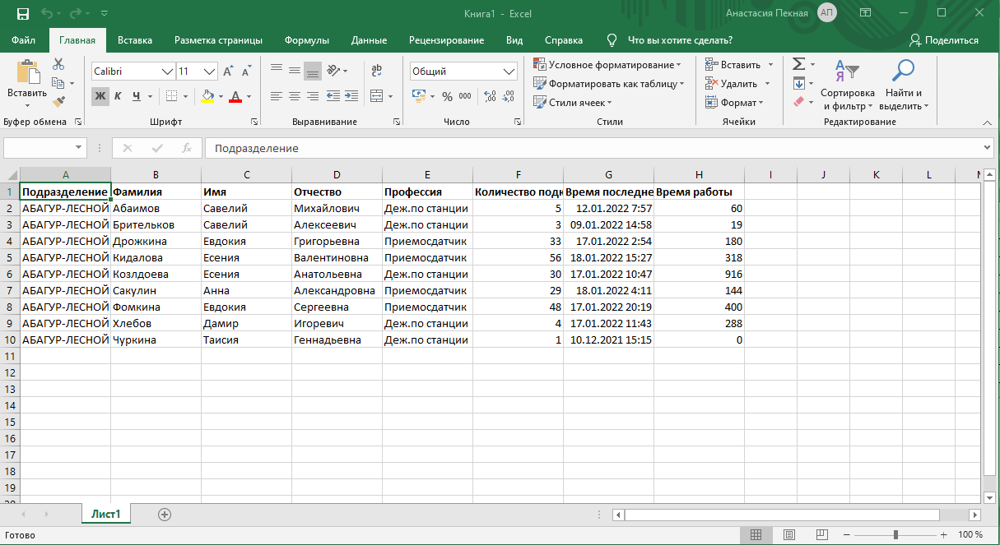 Книга1 - Excel
Анастасия Пекная
АП
Файл Главная Вставка Разметка страницы Формулы Данные Рецензирование Вид Справка Что вы хотите сделать? Поделиться
Вставить
Буфер обмена
Calibri 11 A A
Ж К Ч А
Шрифт
ab
Выравнивание
Общий
% 000
Число
Условное форматирование
Форматировать как таблицу
Стили ячеек
Стили
Вставить
Удалить
Формат
Ячейки
Сортировка
и фильтр
Найти и
выделить
Редактирование
Подразделение
A B C D E F G H I J K L
1 Подразделение Фамилия Имя Отчество Профессия Количество под Время последне Время работы
2 АБАГУР-ЛЕСНОЙ Абаимов Савелий Михайлович Деж.по станции 5 12.01.2022 7:57 60
3 АБАГУР-ЛЕСНОЙ Брительков Савелий Алексеевич Деж.по станции 3 09.01.2022 14:58 19
4 АБАГУР-ЛЕСНОЙ Дрожкина Евдокия Григорьевна Приемосдатчик 33 17.01.2022 2:54 180
5 АБАГУР-ЛЕСНОЙ Кидалова Есения Валентиновна Приемосдатчик 56 18.01.2022 15:27 318
6 АБАГУР-ЛЕСНОЙ Козлдоева Есения Анатольевна Деж.по станции 30 17.01.2022 10:47 916
7 АБАГУР-ЛЕСНОЙ Сакулин Анна Александровна Приемосдатчик 29 18.01.2022 4:11 144
8 АБАГУР-ЛЕСНОЙ Фомкина Евдокия Сергеевна Приемосдатчик 48 17.01.2022 20:19 400
9 АБАГУР-ЛЕСНОЙ Хлебов Дамир Игоревич Деж.по станции 4 17.01.2022 11:43 288
10 АБАГУР-ЛЕСНОЙ Чуркина Таисия Геннадьевна Деж.по станции 1 10.12.2021 15:15 0
11
12
13
14
15
16
17
18
19
Лист1
Готово
100 %